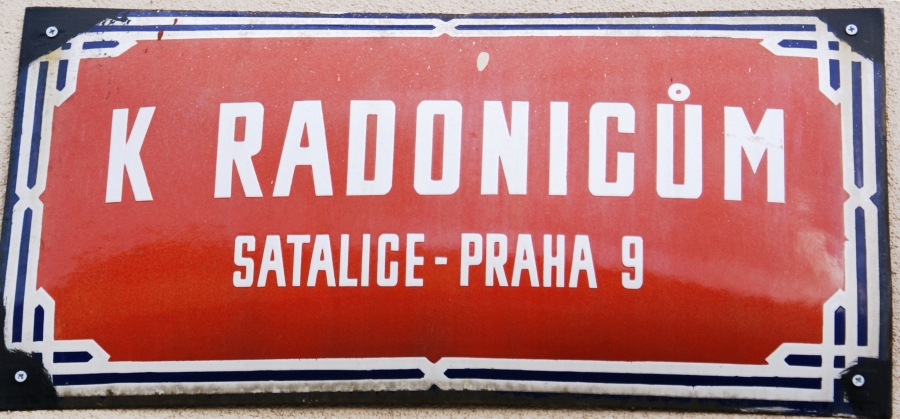 K RADONICŮM
SATALICE - PRAHA 9